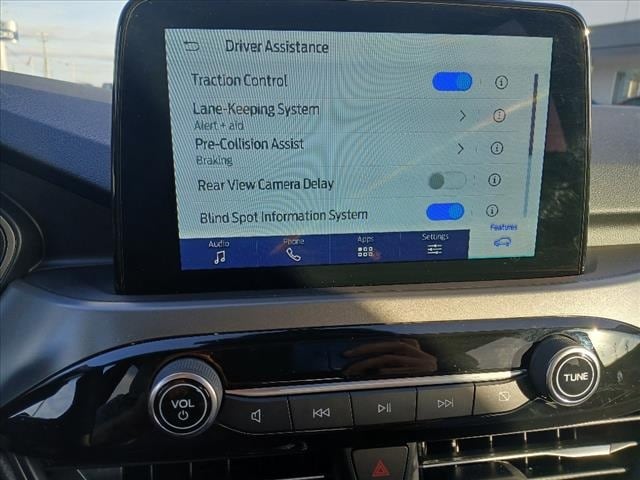 Driver Assistance
Traction Control
Lane-Keeping System
Alert + aid
Pre-Collision Assist
Braking
Rear View Camera Delay
Blind Spot Information System
Audio
Phone
Apps
Settings
Features
VOL
TUNE